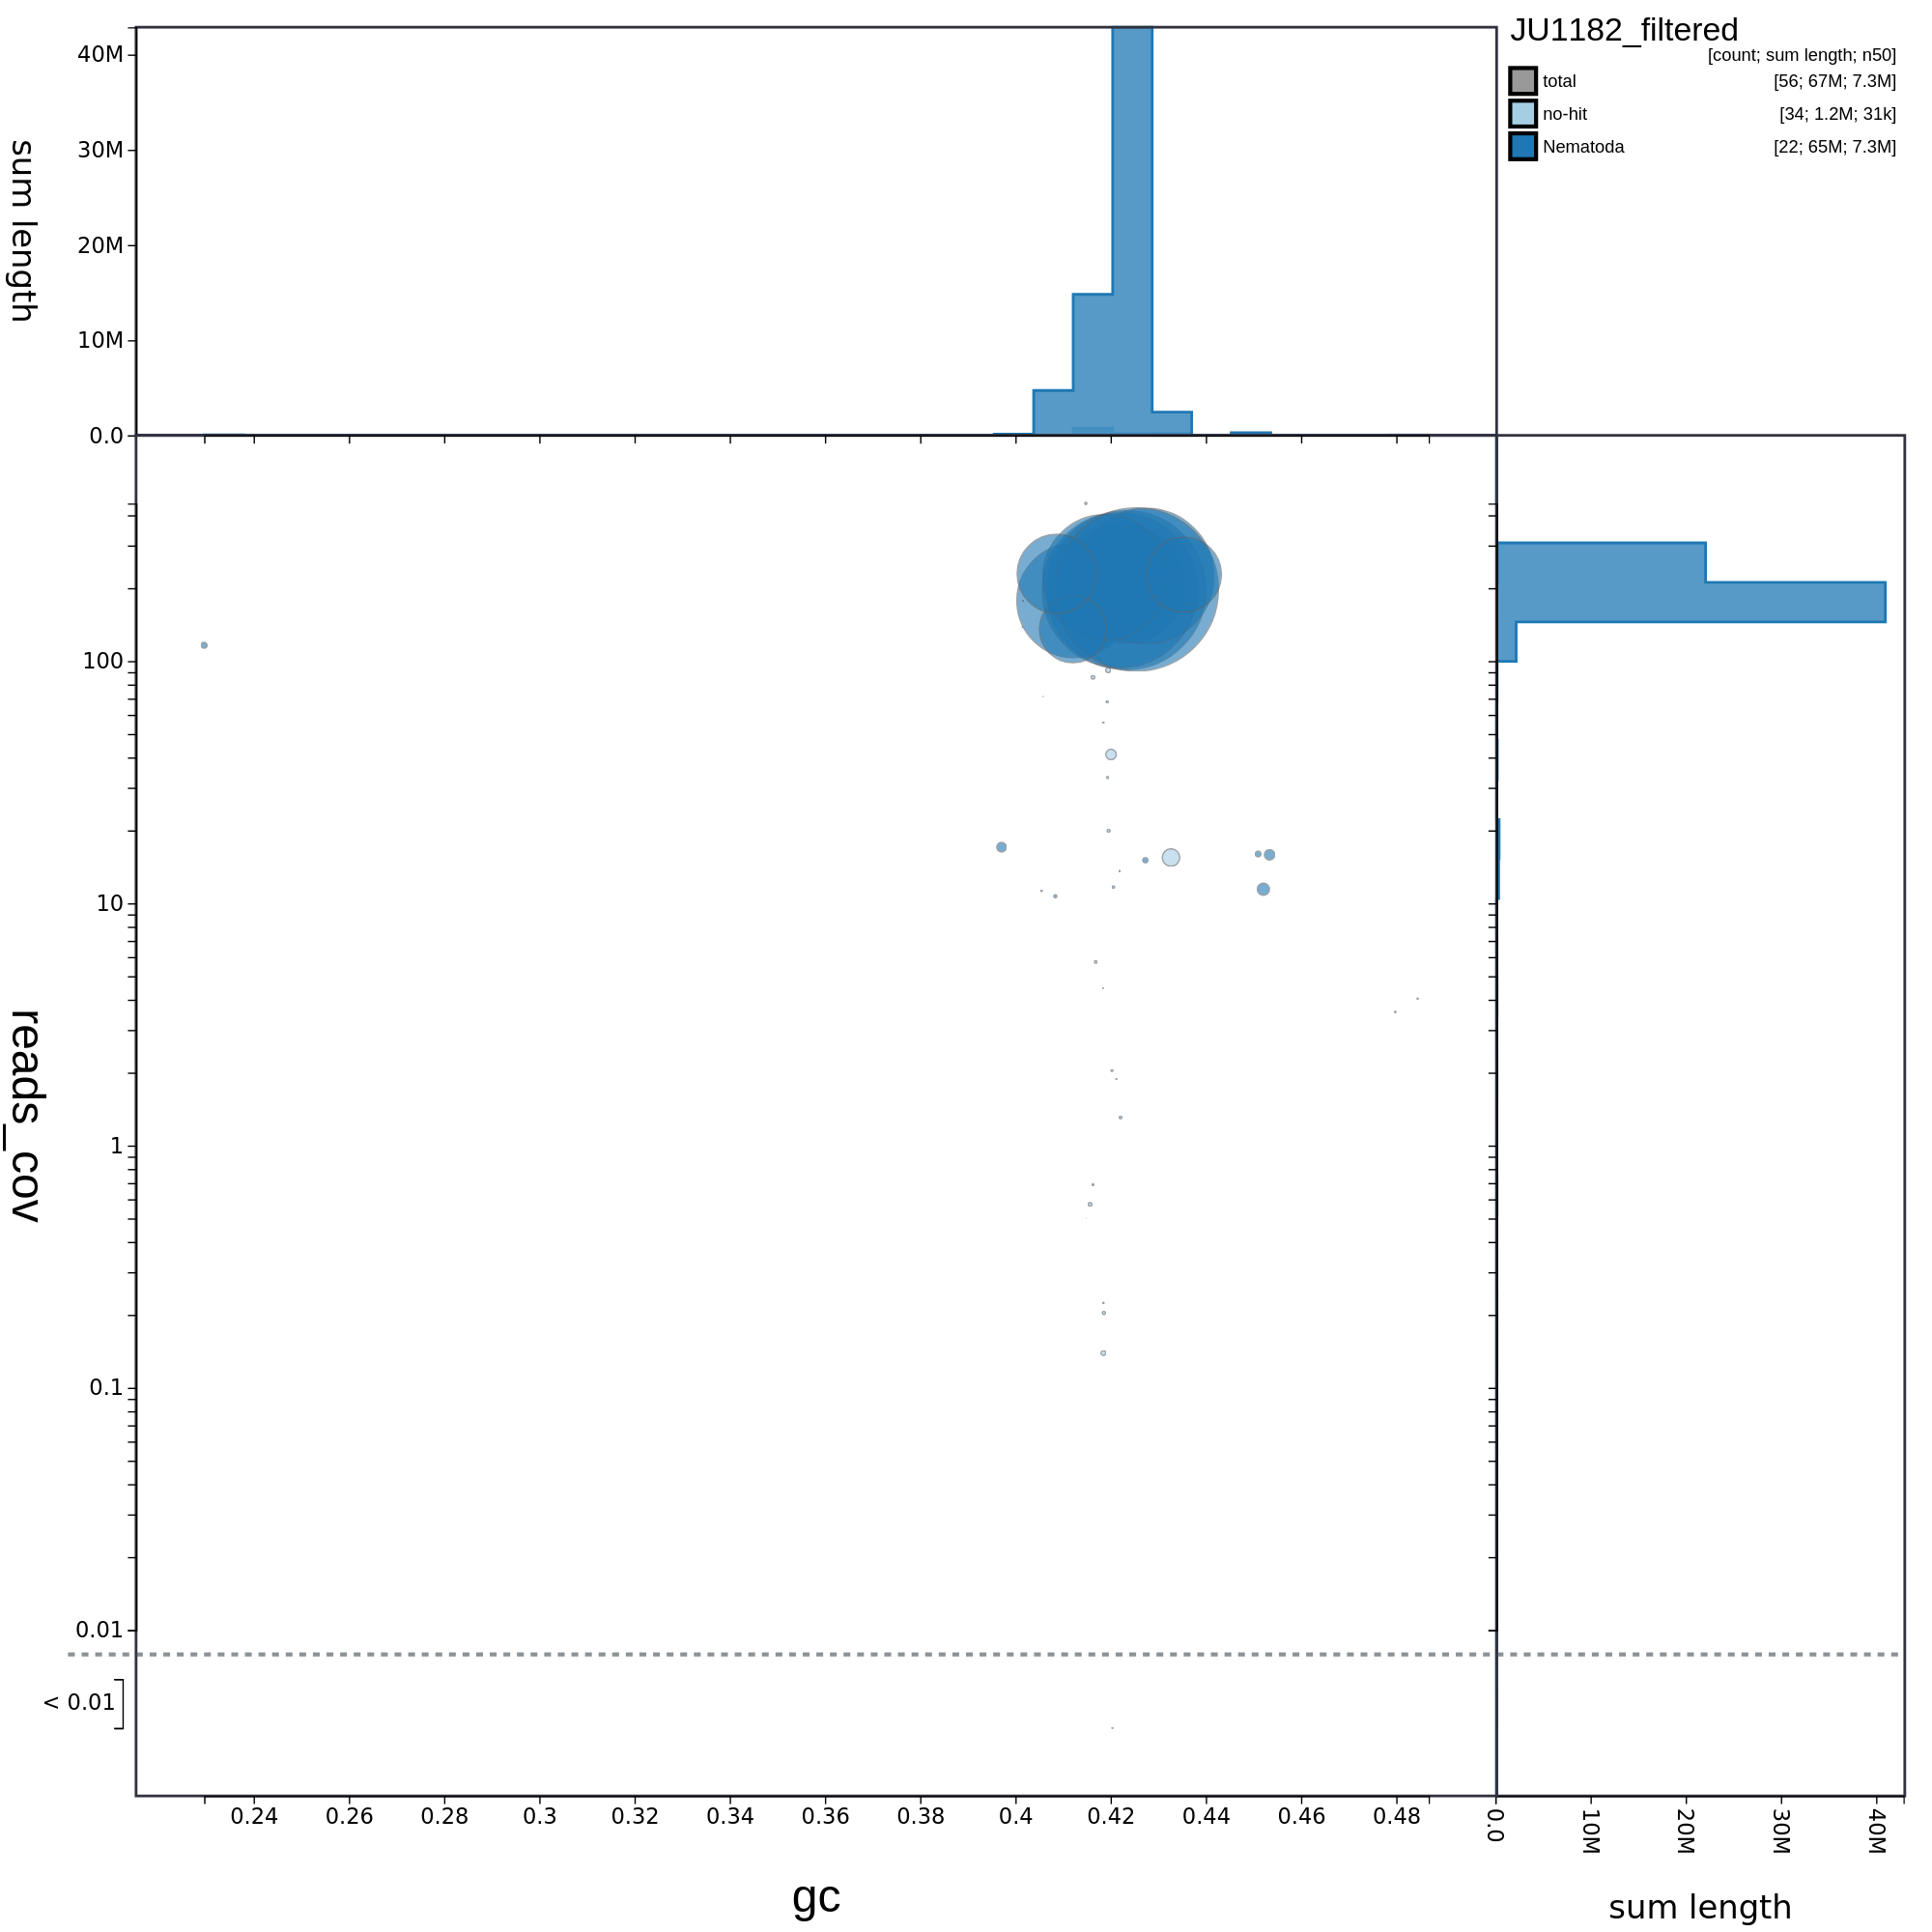 JU1182_filtered
[count; sum length; n50]
total [56; 67M; 7.3M]
no-hit [34; 1.2M; 31k]
Nematoda [22; 65M; 7.3M]
sum length
40M
30M
20M
10M
0.0
reads_cov
100
10
1
0.1
0.01
< 0.01
0.24 0.26 0.28 0.3 0.32 0.34 0.36 0.38 0.4 0.42 0.44 0.46 0.48
gc
0.0 10M 20M 30M 40M
sum length